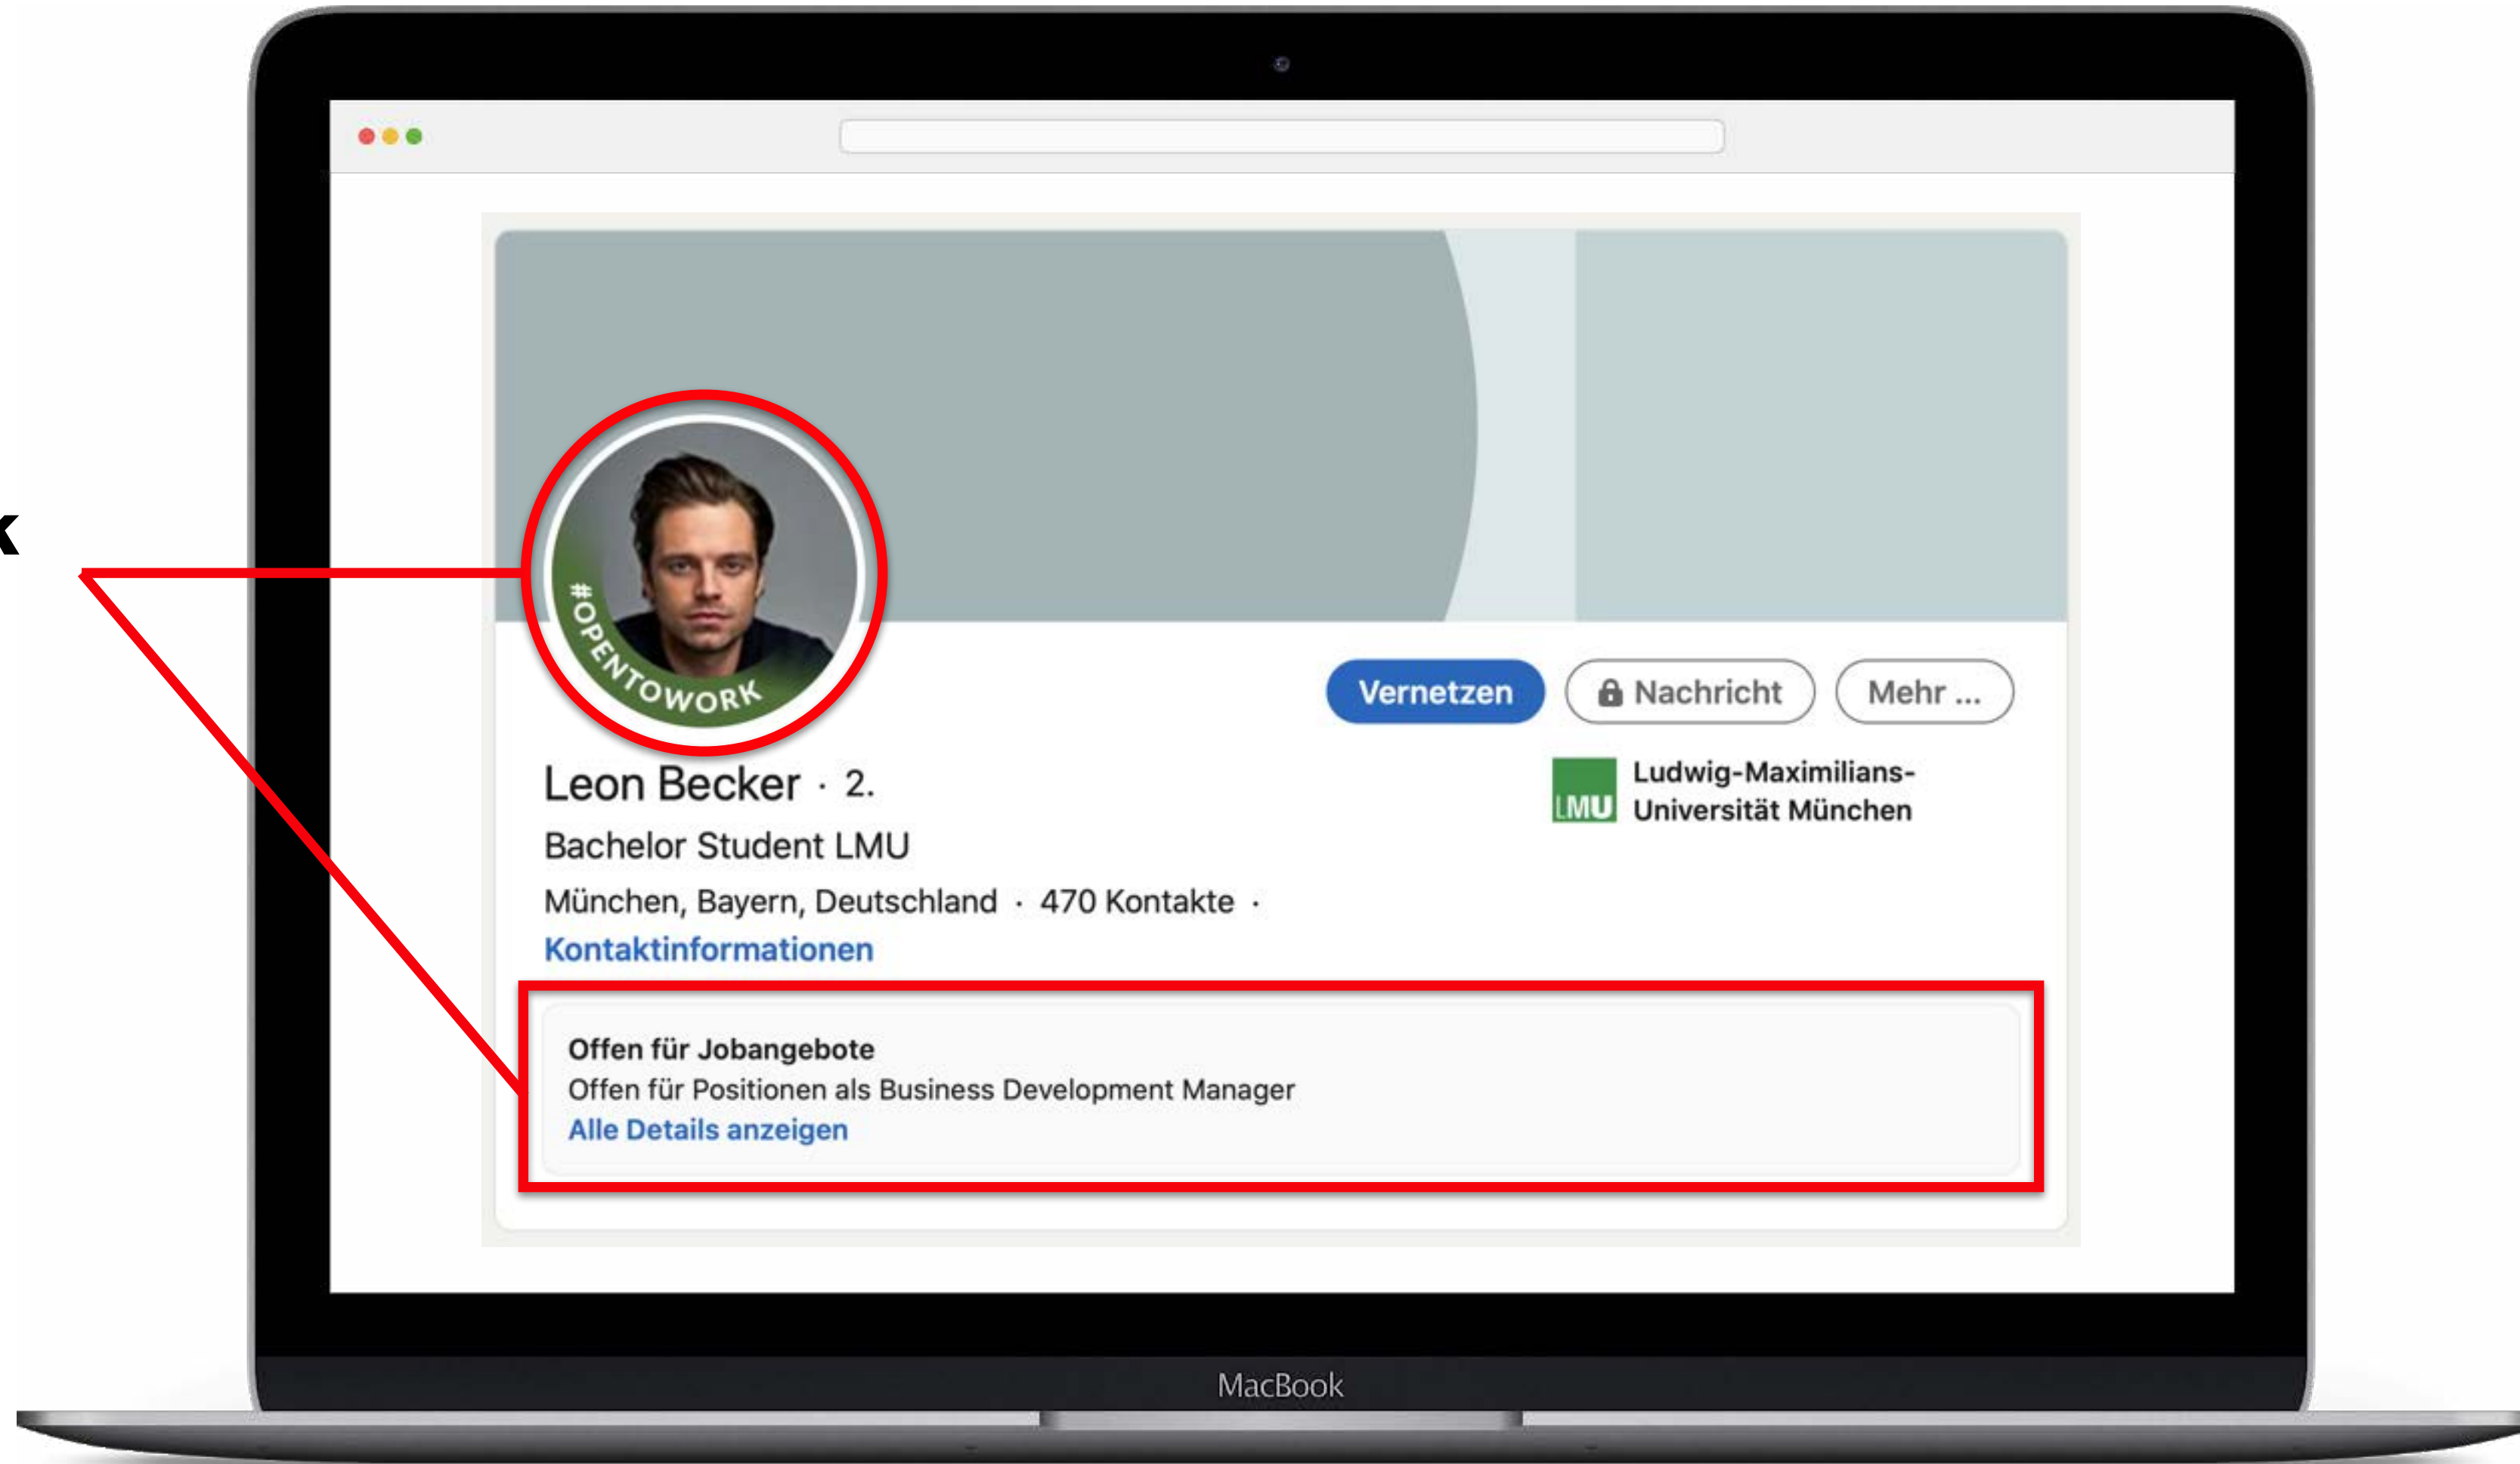 k
#OPENTOWORK
Vernetzen
Nachricht
Mehr ...
Leon Becker · 2.
Ludwig-Maximilians-
LMU
Universität München
Bachelor Student LMU
München, Bayern, Deutschland · 470 Kontakte ·
Kontaktinformationen
Offen für Jobangebote
Offen für Positionen als Business Development Manager
Alle Details anzeigen
MacBook